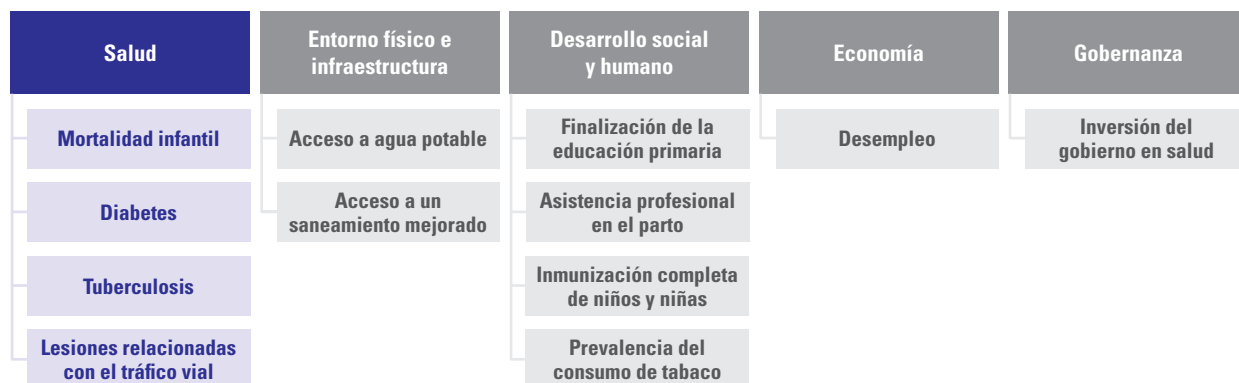 Salud
Mortalidad infantil
Diabetes
Tuberculosis
Lesiones relacionadas
con el tráfico vial
Entorno físico e
infraestructura
Acceso a agua potable
Acceso a un
saneamiento mejorado
Desarrollo social
y humano
Finalización de la
educación primaria
Asistencia profesional
en el parto
Inmunización completa
de niños y niñas
Prevalencia del
consumo de tabaco
Economía
Desempleo
Gobernanza
Inversión del
gobierno en salud